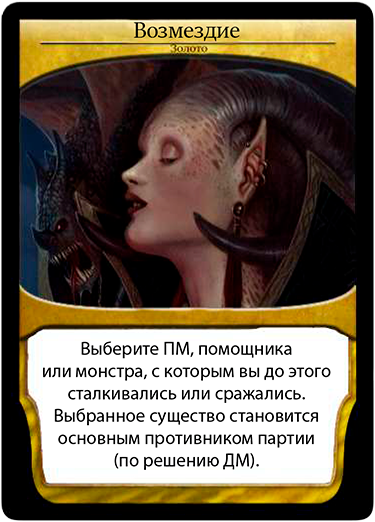 Возмездие
Золото
Выберите ПМ, помощника
или монстра, с которым вы до этого
сталкивались или сражались.
Выбранное существо становится
основным противником партии
(по решению ДМ).